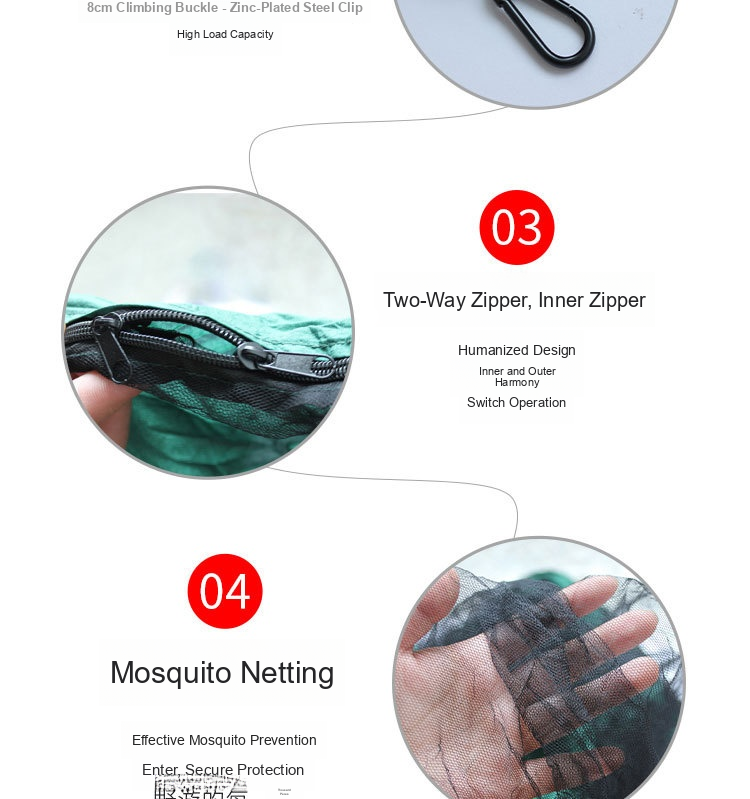 8cm Climbing Buckle - Zinc-Plated Steel Clip
High Load Capacity
03
Two-Way Zipper, Inner Zipper
Humanized Design
Inner and Outer
Harmony
Switch Operation
04
Mosquito Netting
Effective Mosquito Prevention
Enter, Secure Protection